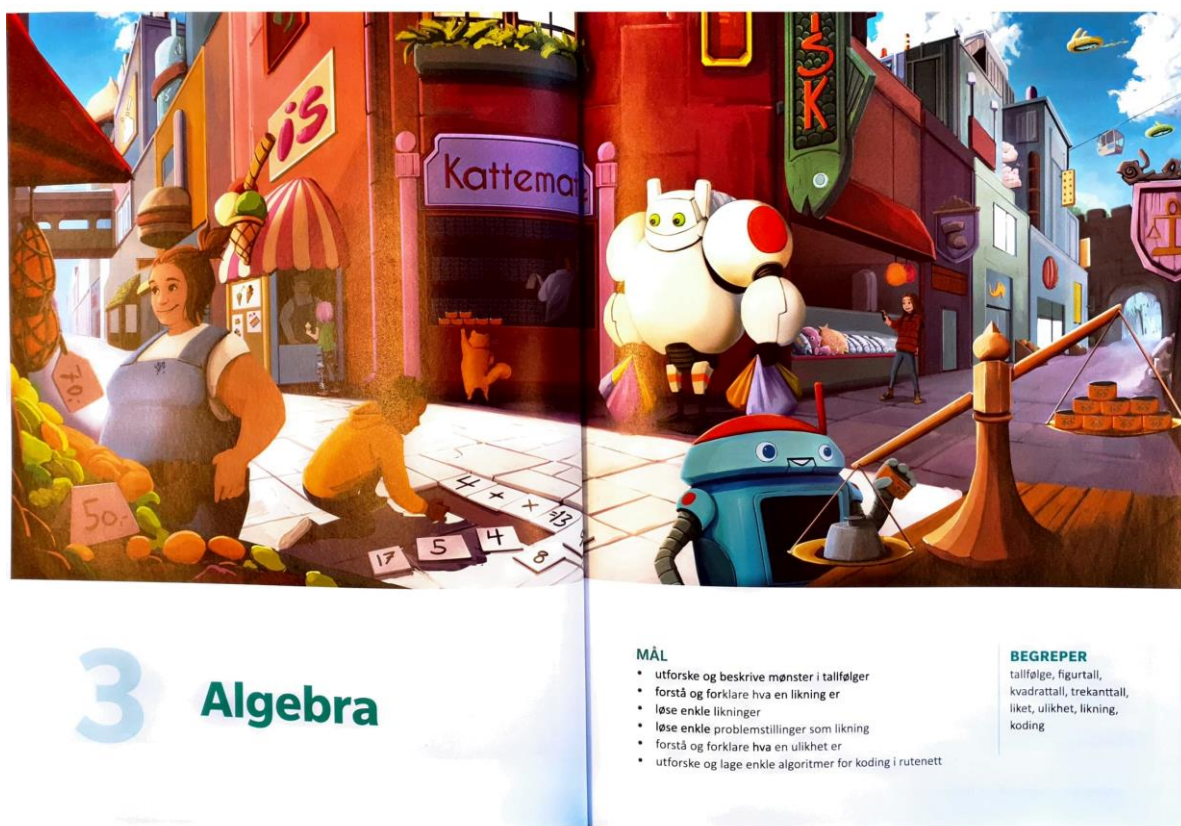 is
Kattemat
ISK
70.-
50.-
4 + x =13
17 5 4 8
3 Algebra
MÅL
• utforske og beskrive mønster i tallfølger
• forstå og forklare hva en likning er
• løse enkle likninger
• løse enkle problemstillinger som likning
• forstå og forklare hva en ulikhet er
• utforske og lage enkle algoritmer for koding i rutenett
BEGREPER
tallfølge, figurtall,
kvadrattall, trekanttall,
liket, ulikhet, likning,
koding